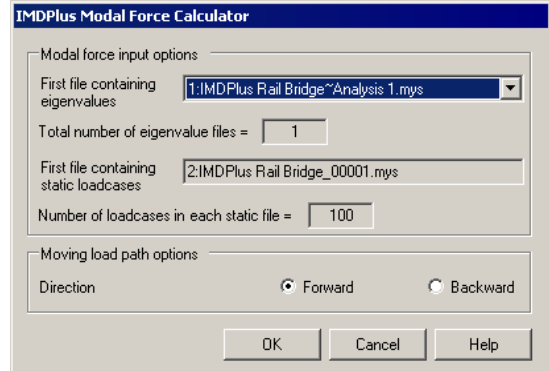 IMDPlus Modal Force Calculator
Modal force input options
First file containing
eigenvalues
1:IMDPlus Rail Bridge~Analysis 1.mys
Total number of eigenvalue files =
1
First file containing
static loadcases
2:IMDPlus Rail Bridge_00001.mys
Number of loadcases in each static file =
100
Moving load path options
Direction
Forward
Backward
OK
Cancel
Help